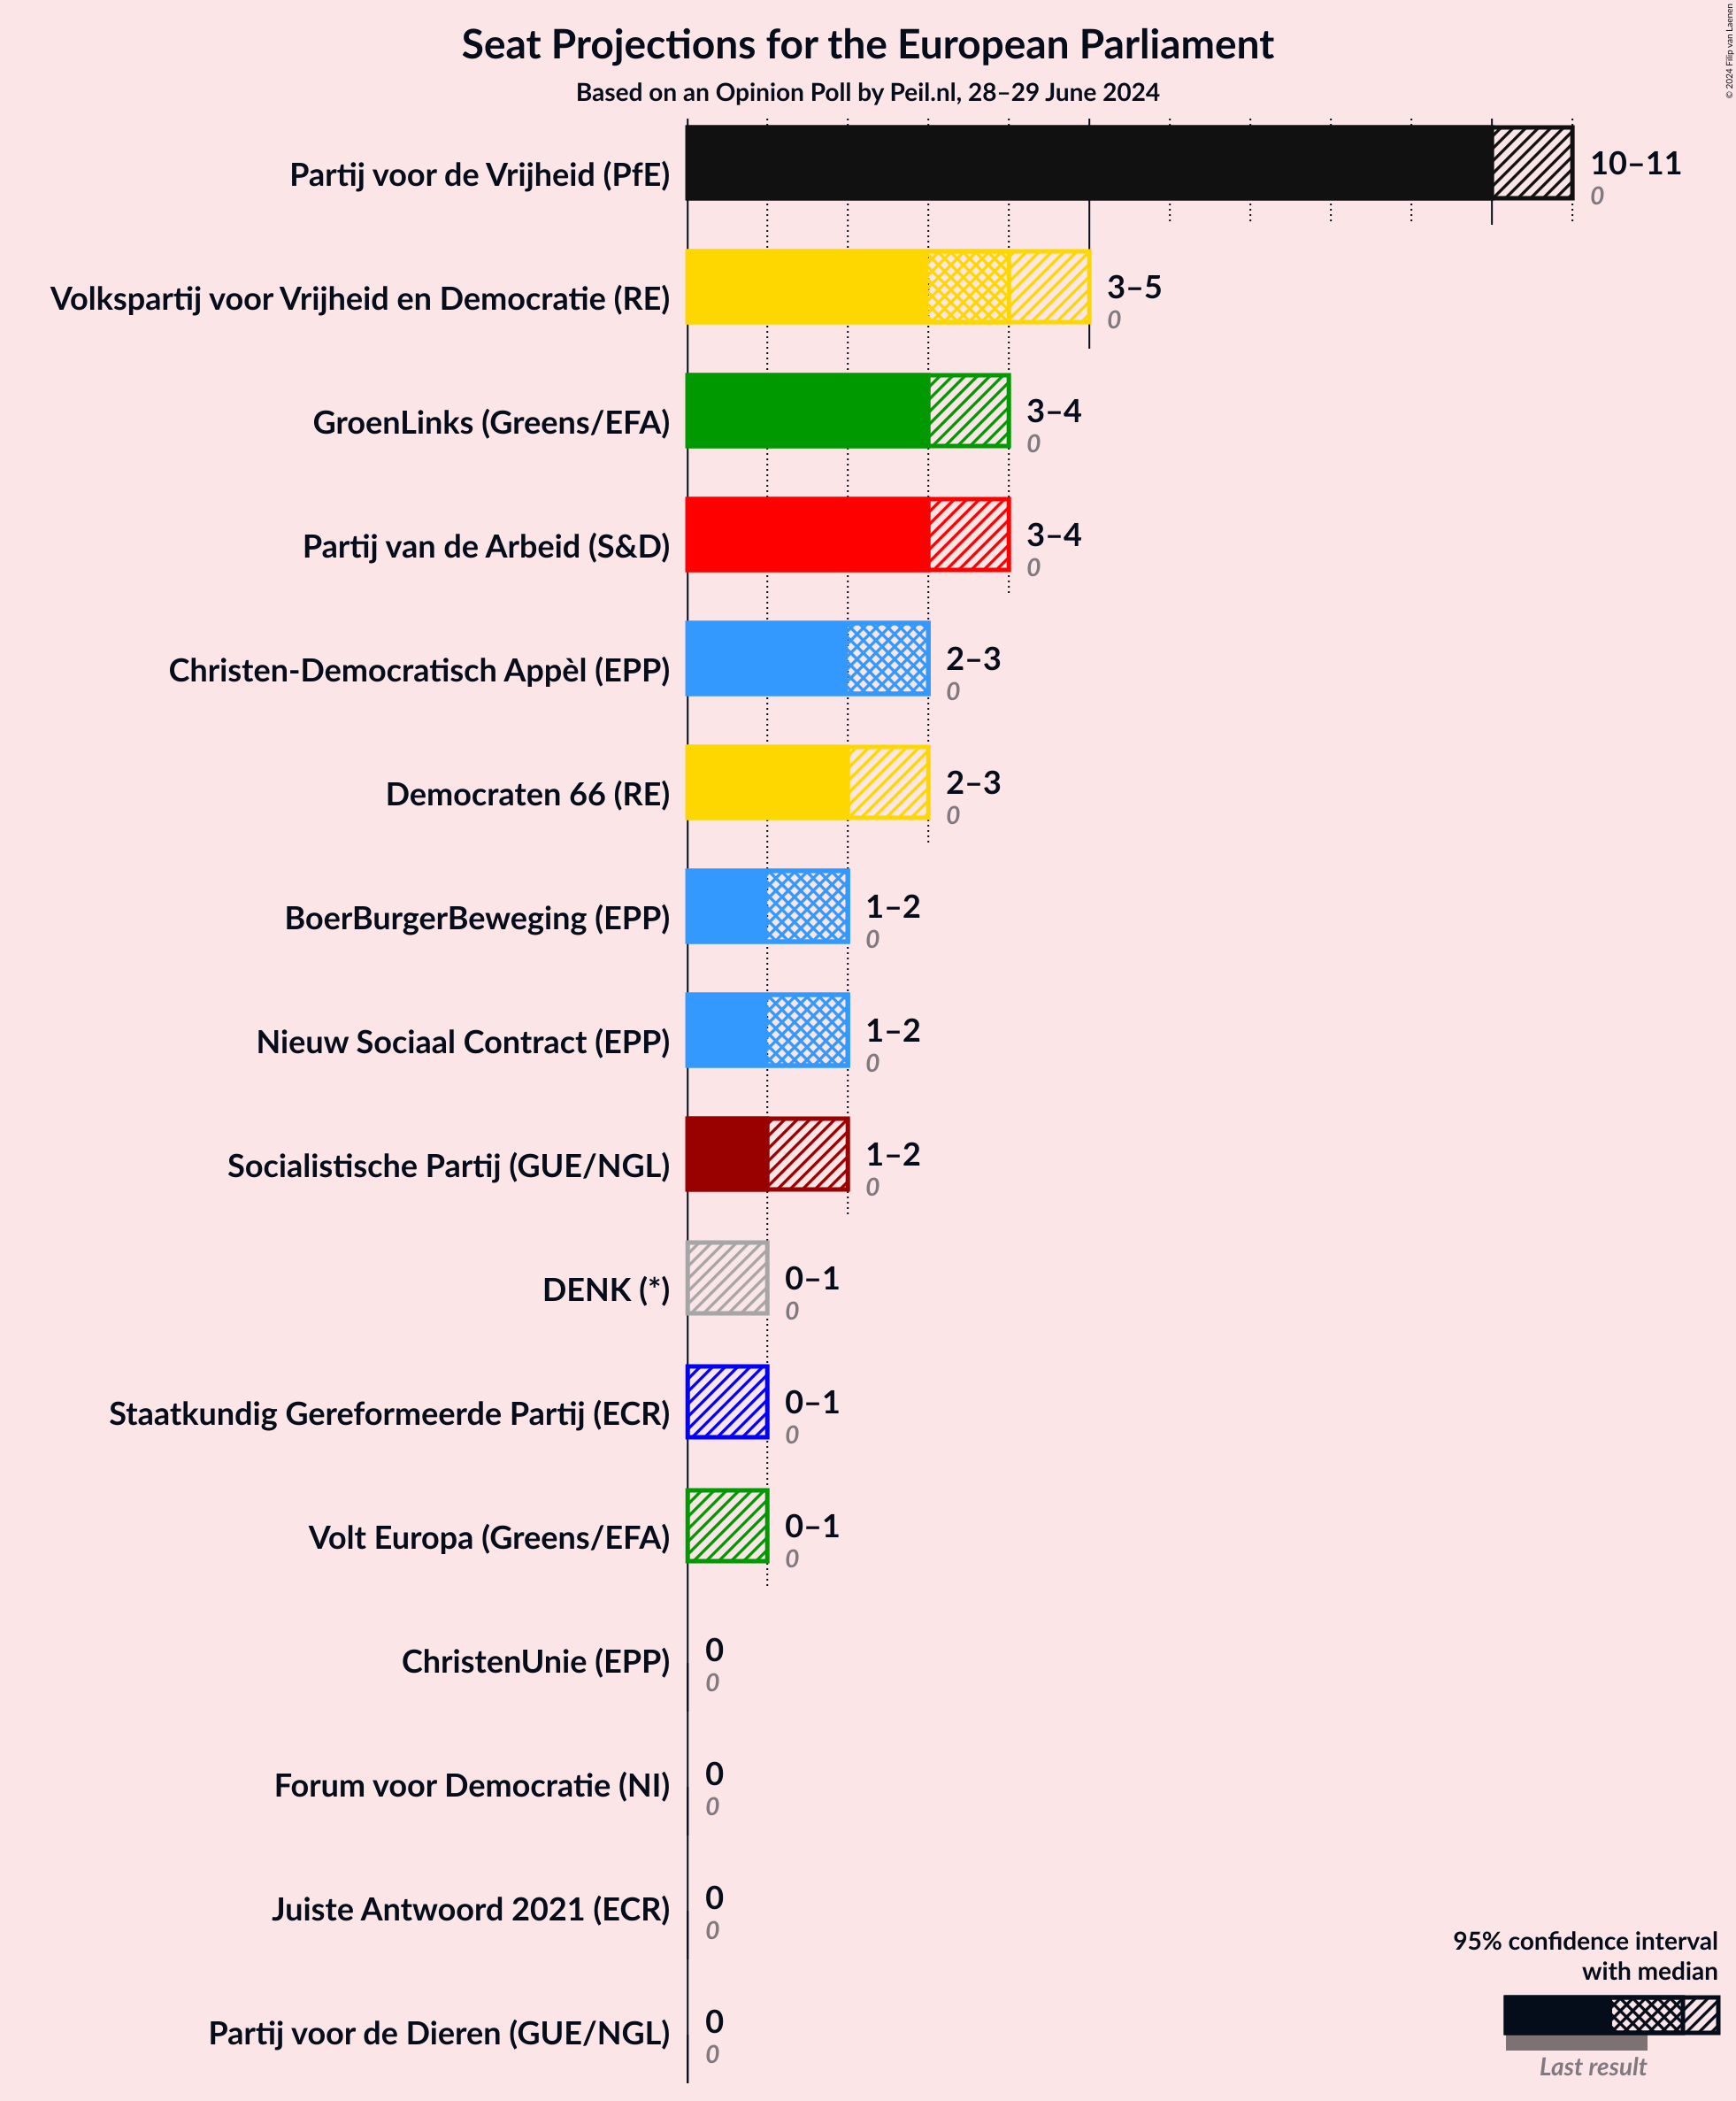 Seat Projections for the European Parliament
Based on an Opinion Poll by Peil.nl, 28–29 June 2024
© 2024 Filip van Laenen
Partij voor de Vrijheid (PfE)
10–11
0
Volkspartij voor Vrijheid en Democratie (RE)
3–5
0
GroenLinks (Greens/EFA)
3–4
0
Partij van de Arbeid (S&D)
3–4
0
Christen-Democratisch Appèl (EPP)
2–3
0
Democraten 66 (RE)
2–3
0
BoerBurgerBeweging (EPP)
1–2
0
Nieuw Sociaal Contract (EPP)
1–2
0
Socialistische Partij (GUE/NGL)
1–2
0
DENK (*)
0–1
0
Staatkundig Gereformeerde Partij (ECR)
0–1
0
Volt Europa (Greens/EFA)
0–1
0
ChristenUnie (EPP)
0
0
Forum voor Democratie (NI)
0
0
Juiste Antwoord 2021 (ECR)
0
0
Partij voor de Dieren (GUE/NGL)
0
0
95% confidence interval
with median
Last result